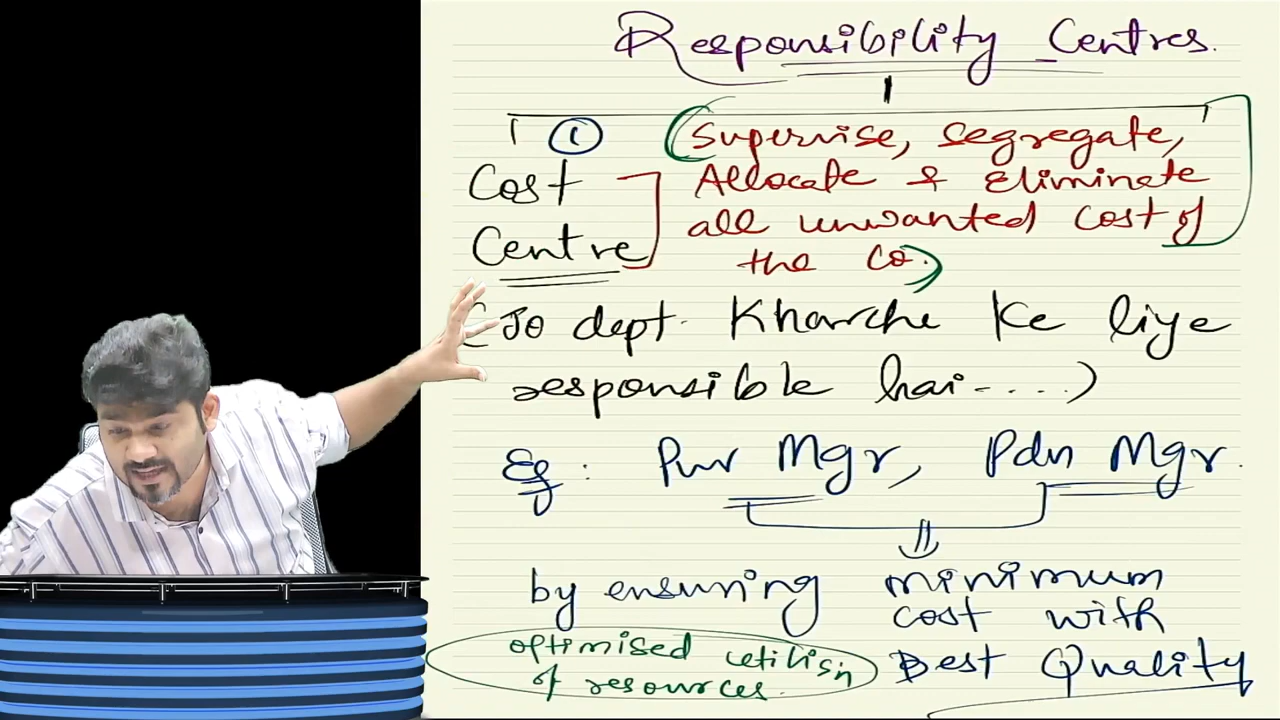 Responsibility Centres.
①
Cost
Centre
(Supervise, segregate,
Allocate & Eliminate
all unwanted cost of
the co.)
(Jo dept. Kharche Ke liye
responsible hai-....)
Eg : Pur Mgr, Pdn Mgr.
by ensuring minimum
cost with
Best Quality
optimised utilisn
of resources.